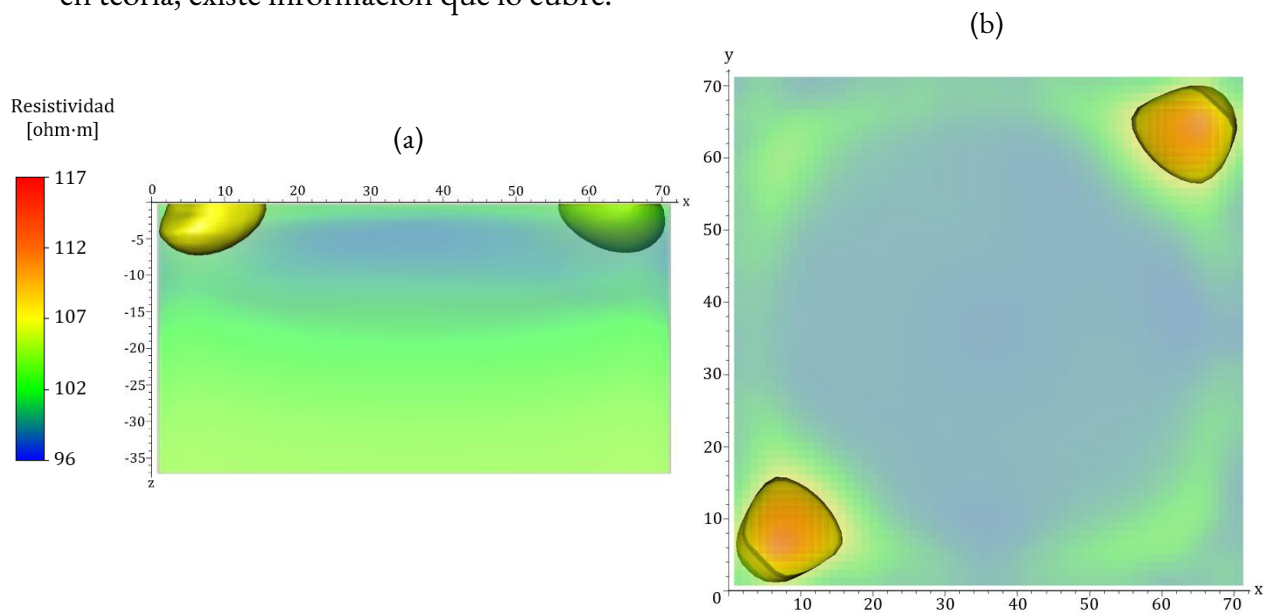 en teoría, existe información que lo cubre.
(b)
y
70
60
50
40
30
20
10
0
10 20 30 40 50 60 70 x
Resistividad
[ohm·m]
117
112
107
102
96
(a)
0 10 20 30 40 50 60 70 x
-5
-10
-15
-20
-25
-30
-35
z